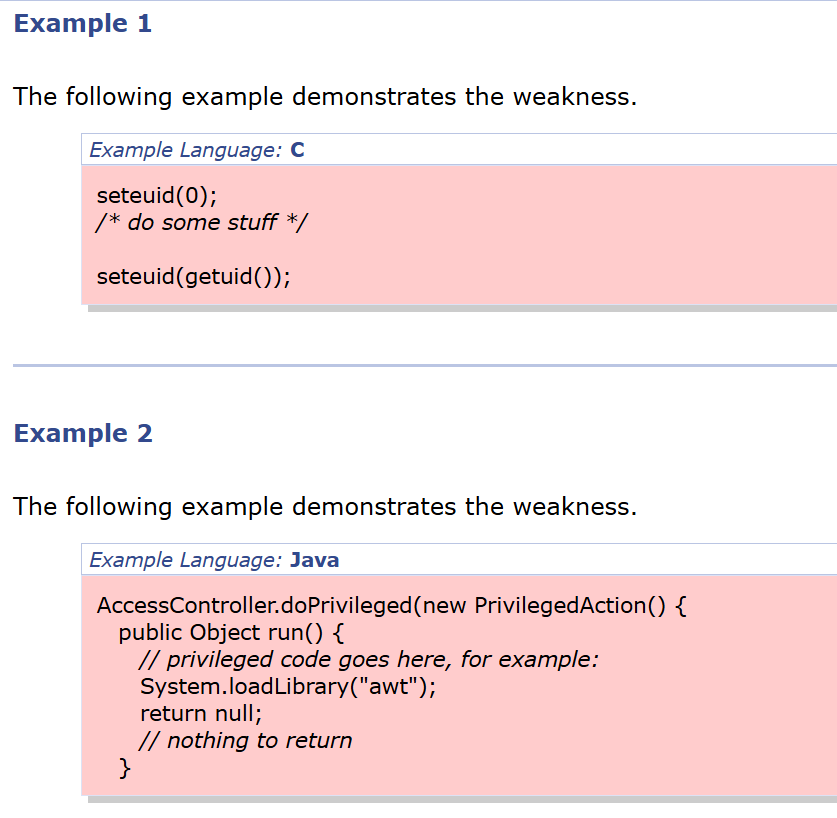 Example 1
The following example demonstrates the weakness.
Example Language: C
seteuid(0);
/* do some stuff */
seteuid(getuid());
Example 2
The following example demonstrates the weakness.
Example Language: Java
AccessController.doPrivileged(new PrivilegedAction() {
public Object run() {
// privileged code goes here, for example:
System.loadLibrary("awt");
return null;
// nothing to return
}